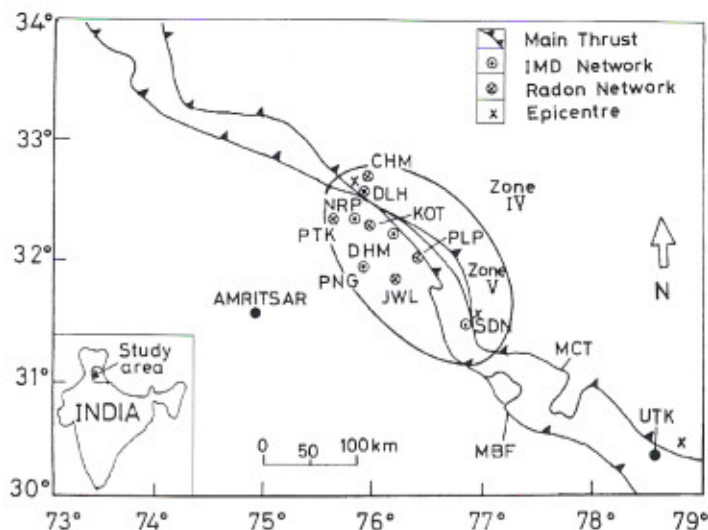 34°
33°
32°
31°
30°
Main Thrust
IMD Network
Radon Network
x Epicentre
CHM
Zone
IV
DLH
NRP
KOT
PTK
PLP
DHM
Zone
V
PNG
JWL
N
AMRITSAR
SDN
MCT
Study
area
INDIA
UTK
0 50 100 km
MBF
73° 74° 75° 76° 77° 78° 79°